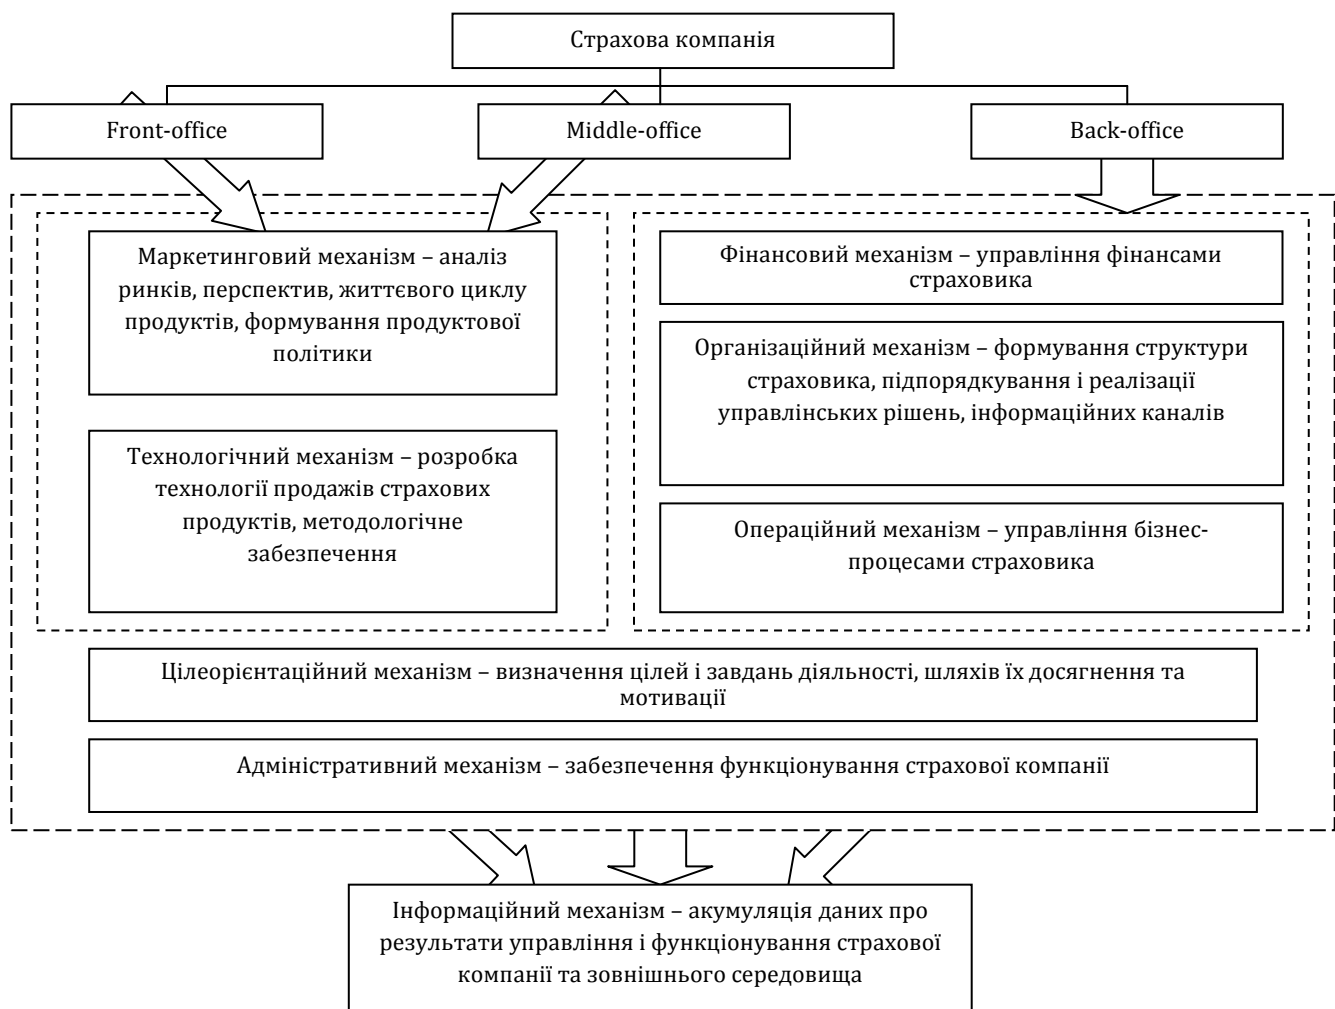 Страхова компанія
Front-office
Middle-office
Back-office
Маркетинговий механізм – аналіз
ринків, перспектив, життєвого циклу
продуктів, формування продуктової
політики
Технологічний механізм – розробка
технології продажів страхових
продуктів, методологічне
забезпечення
Фінансовий механізм – управління фінансами
страховика
Організаційний механізм – формування структури
страховика, підпорядкування і реалізації
управлінських рішень, інформаційних каналів
Операційний механізм – управління бізнес-
процесами страховика
Цілеорієнтаційний механізм – визначення цілей і завдань діяльності, шляхів їх досягнення та
мотивації
Адміністративний механізм – забезпечення функціонування страхової компанії
Інформаційний механізм – акумуляція даних про
результати управління і функціонування страхової
компанії та зовнішнього середовища